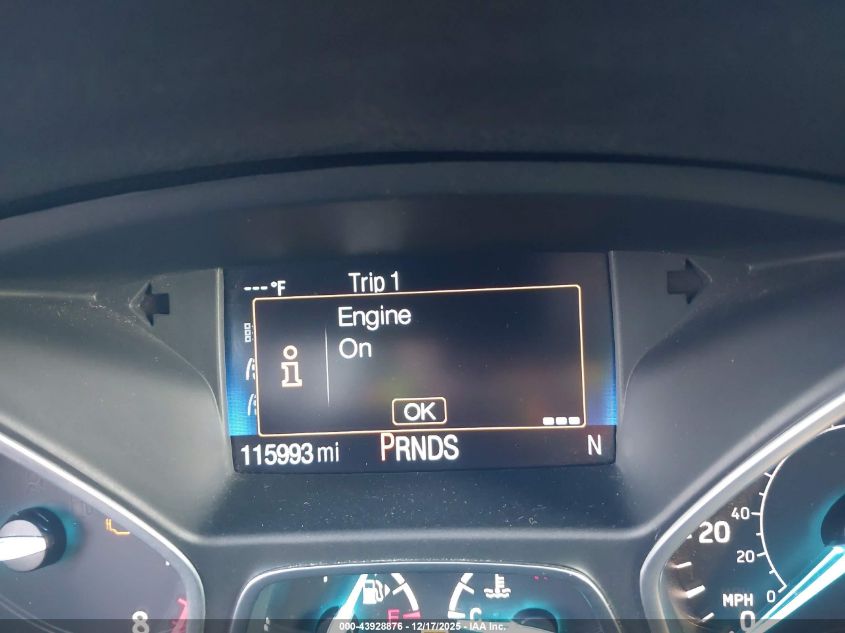 ---°F Trip 1
Engine
On
OK
115993 mi PRNDS N
40
20
20
MPH 0
0
8
F C
000-43928876 - 12/17/2025 - IAA Inc.